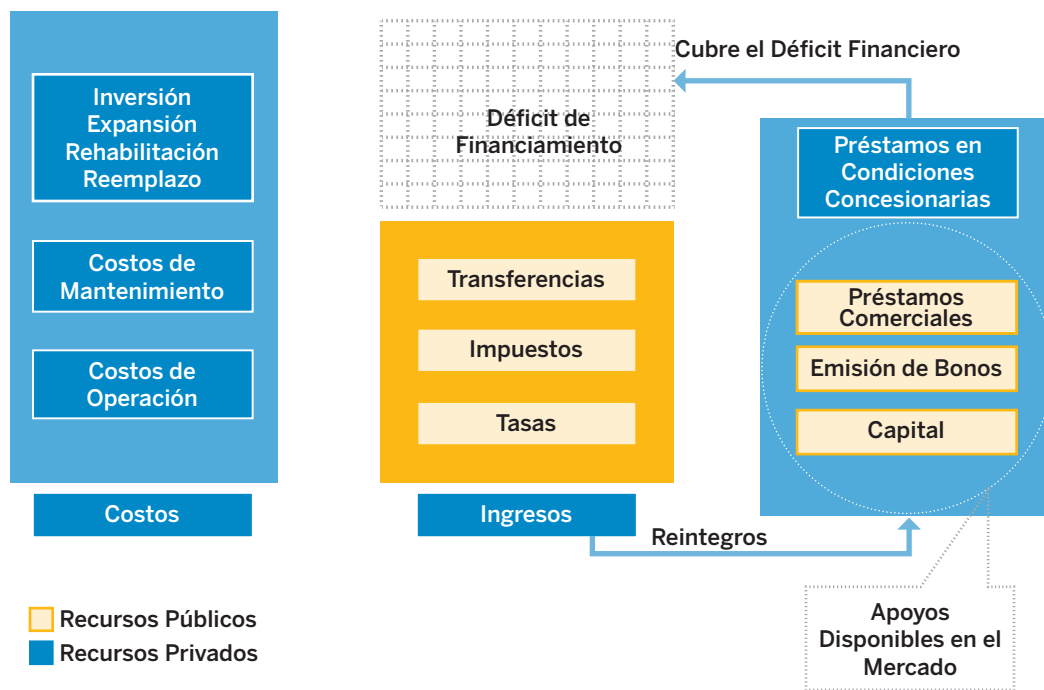 Inversión
Expansión
Rehabilitación
Reemplazo
Costos de
Mantenimiento
Costos de
Operación
Costos
Déficit de
Financiamiento
Transferencias
Impuestos
Tasas
Ingresos
Cubre el Déficit Financiero
Préstamos en
Condiciones
Concesionarias
Préstamos
Comerciales
Emisión de Bonos
Capital
Reintegros
Apoyos
Disponibles en el
Mercado
Recursos Públicos
Recursos Privados